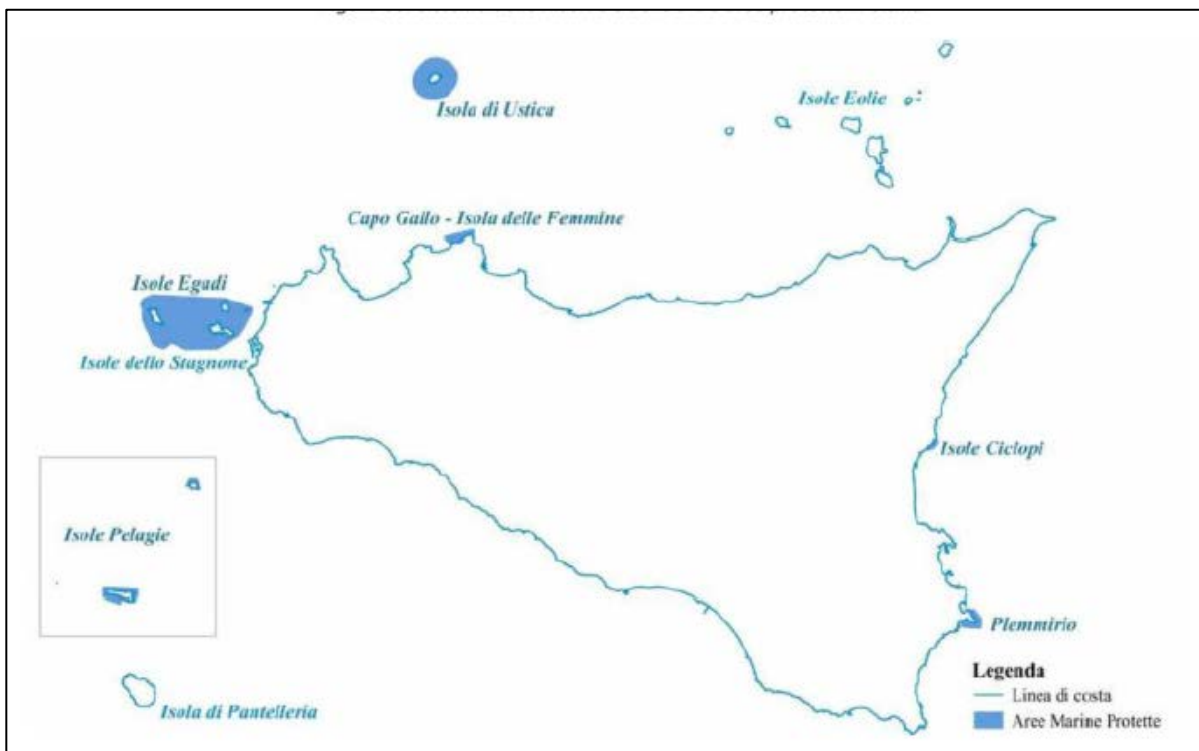 Isola di Ustica
Isole Eolie
Capo Gallo - Isola delle Femmine
Isole Egadi
Isole dello Stagnone
Isole Ciclopi
Isole Pelagie
Plemmirio
Isola di Pantelleria
Legenda
Linea di costa
Aree Marine Protette